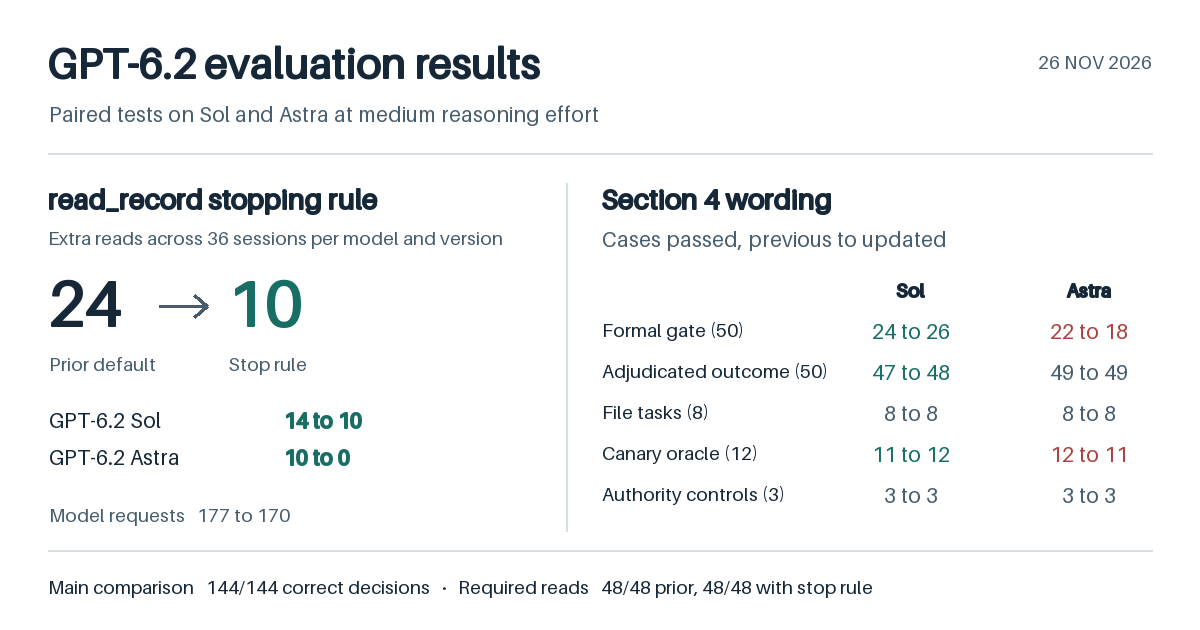 GPT-6.2 evaluation results
26 NOV 2026
Paired tests on Sol and Astra at medium reasoning effort
read_record stopping rule
Extra reads across 36 sessions per model and version
24 → 10
Prior default Stop rule
GPT-6.2 Sol 14 to 10
GPT-6.2 Astra 10 to 0
Model requests 177 to 170
Section 4 wording
Cases passed, previous to updated
Sol Astra
Formal gate (50) 24 to 26 22 to 18
Adjudicated outcome (50) 47 to 48 49 to 49
File tasks (8) 8 to 8 8 to 8
Canary oracle (12) 11 to 12 12 to 11
Authority controls (3) 3 to 3 3 to 3
Main comparison 144/144 correct decisions · Required reads 48/48 prior, 48/48 with stop rule